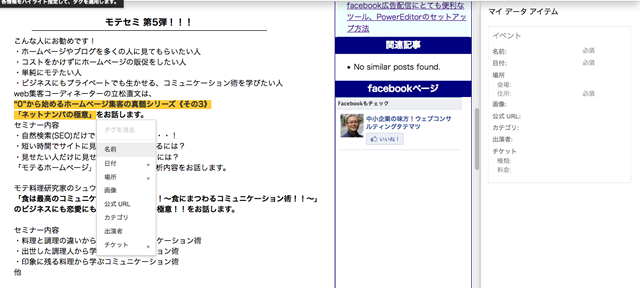 各情報をハイライト指定して、タグを適用します。
モテセミ 第5弾！！！
こんな人にお勧めです！
・ホームページやブログを多くの人に見てもらいたい人
・コストをかけずにホームページの販促をしたい人
・単純にモテたい人
・ビジネスにもプライベートでも生かせる、コミュニケーション術を学びたい人
web集客コーディネーターの立松直文は、
"0"から始めるホームページ集客の真髄シリーズ《その3》
「ネットナンパの極意」をお話します。
セミナー内容
・自然検索(SEO)だけで
・・！
・短い時間でサイトに見
るには？
・見せたい人だけに見せ
には？
「モテるホームページ」
析内容をお話します。
モテ料理研究家のシュウ
「食は最高のコミュニケ
！～食にまつわるコミュニケーション術！！～」
のビジネスにも恋愛にも
極意！！をお話します。
セミナー内容
・料理と調理の違いから
ケーション術
・出世した調理人から学
ーション術
・印象に残る料理から学ぶコミュニケーション術
他
タグを消去
名前
日付
場所
画像
公式 URL
カテゴリ
出演者
チケット
facebook広告配信にとても便利な
ツール、PowerEditorのセットアッ
プ方法
関連記事
No similar posts found.
facebookページ
Facebookもチェック
中小企業の味方！ウェブコン
サルティングタテマツ
いいね！
マイ データ アイテム
イベント
名前: 必須
日付: 必須
場所
会場:
住所: 必須
画像:
公式 URL:
カテゴリ:
出演者:
チケット
種類:
料金: